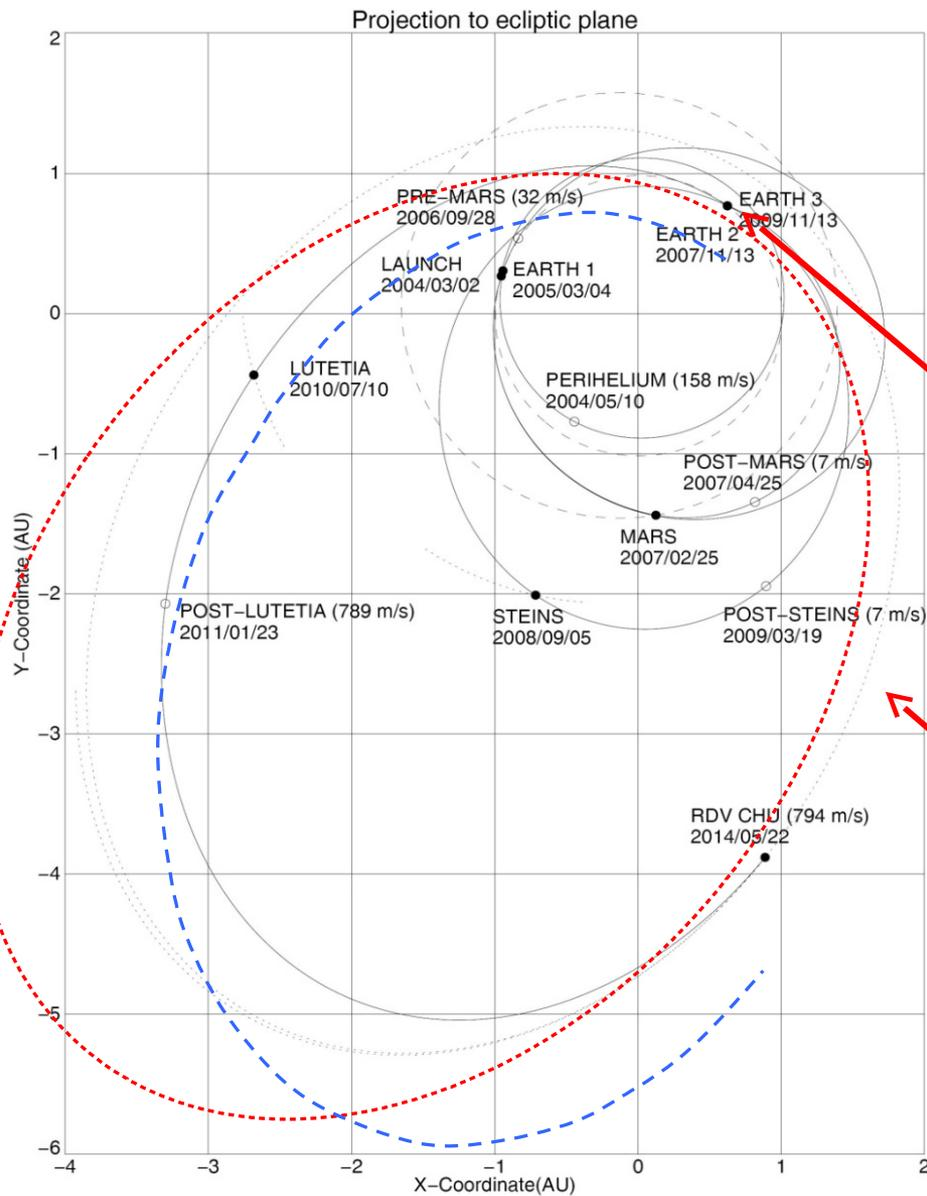 Projection to ecliptic plane
2
1
0
−1
−2
−3
−4
−5
−6
Y−Coordinate (AU)
PRE−MARS (32 m/s)
2006/09/28
EARTH 3
2009/11/13
EARTH 2
2007/11/13
LAUNCH
2004/03/02
EARTH 1
2005/03/04
LUTETIA
2010/07/10
PERIHELIUM (158 m/s)
2004/05/10
POST−MARS (7 m/s)
2007/04/25
MARS
2007/02/25
POST−LUTETIA (789 m/s)
2011/01/23
STEINS
2008/09/05
POST−STEINS (7 m/s)
2009/03/19
RDV CHU (794 m/s)
2014/05/22
−4
−3
−2
−1
0
1
2
X−Coordinate(AU)